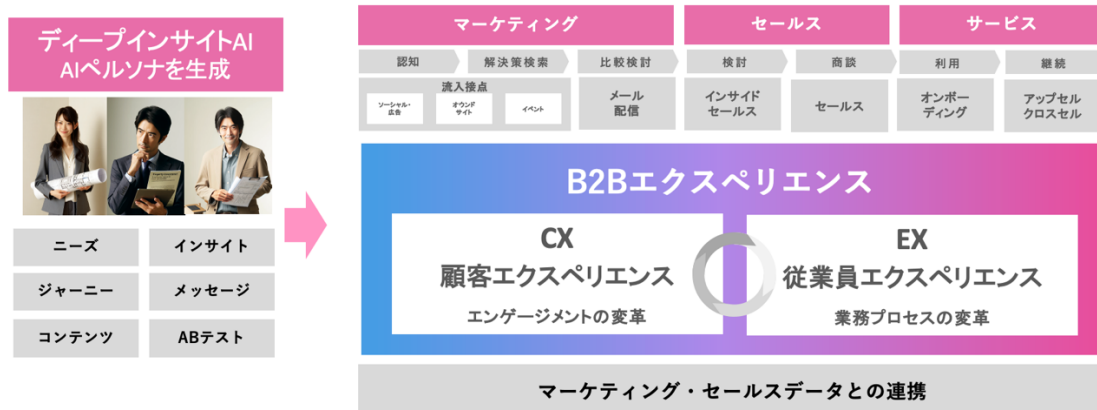 ディープインサイトAI
AIペルソナを生成
ニーズ
インサイト
ジャーニー
メッセージ
コンテンツ
ABテスト
マーケティング
セールス
サービス
認知
解決策検索
比較検討
検討
商談
利用
継続
流入接点
ソーシャル・
広告
オウンド
サイト
イベント
メール
配信
インサイド
セールス
セールス
オンボー
ディング
アップセル
クロスセル
B2Bエクスペリエンス
CX
顧客エクスペリエンス
エンゲージメントの変革
EX
従業員エクスペリエンス
業務プロセスの変革
マーケティング・セールスデータとの連携